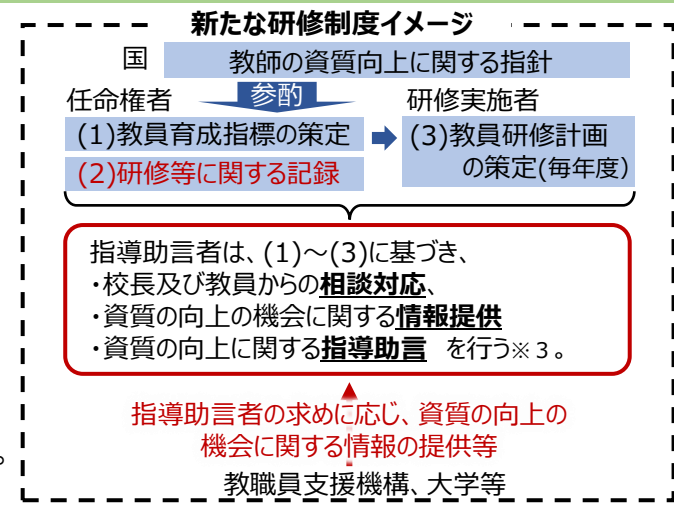 新たな研修制度イメージ
国 教師の資質向上に関する指針
任命権者 参酌 研修実施者
(1)教員育成指標の策定 (3)教員研修計画
の策定(毎年度)
(2)研修等に関する記録
指導助言者は、(1)～(3)に基づき、
・校長及び教員からの相談対応、
・資質の向上の機会に関する情報提供
・資質の向上に関する指導助言 を行う※３。
指導助言者の求めに応じ、資質の向上の
機会に関する情報の提供等
。
教職員支援機構、大学等